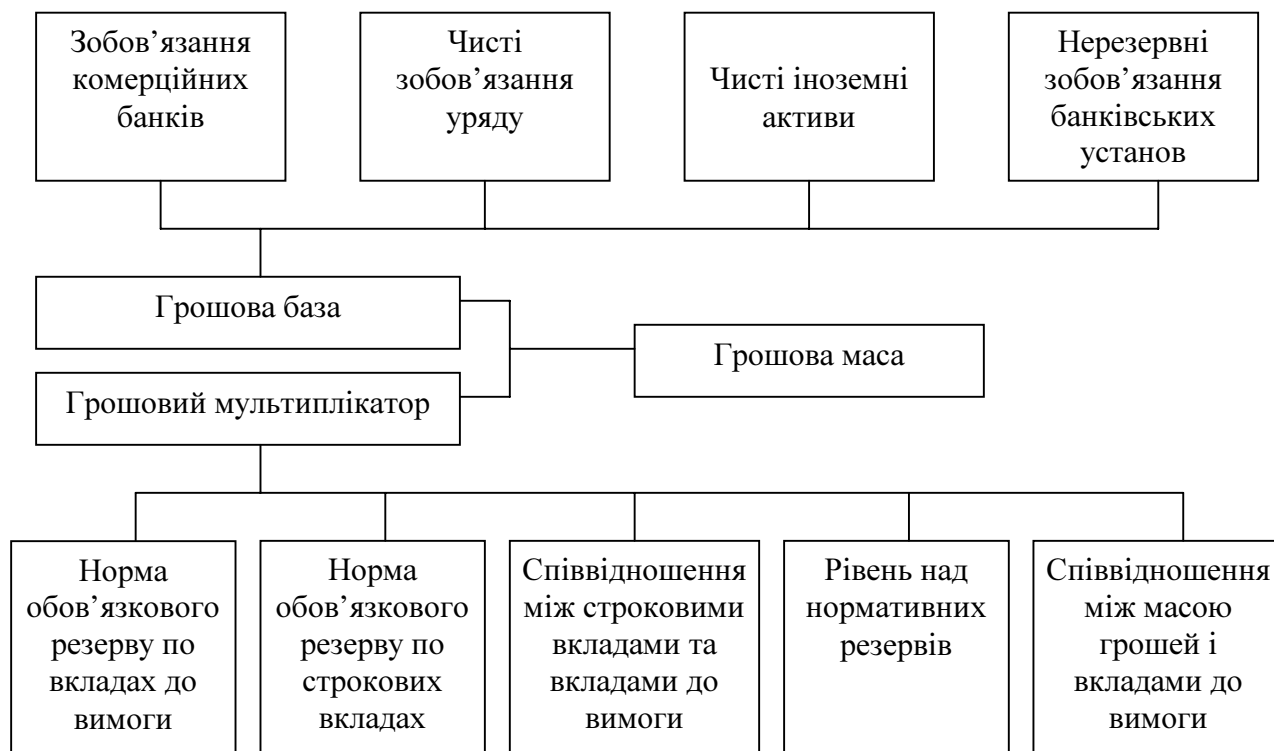 Зобов’язання
комерційних
банків
Чисті
зобов’язання
уряду
Чисті іноземні
активи
Нерезервні
зобов’язання
банківських
установ
Грошова база
Грошова маса
Грошовий мультиплікатор
Норма
обов’язкового
резерву по
вкладах до
вимоги
Норма
обов’язкового
резерву по
строкових
вкладах
Співвідношення
між строковими
вкладами та
вкладами до
вимоги
Рівень над
нормативних
резервів
Співвідношення
між масою
грошей і
вкладами до
вимоги